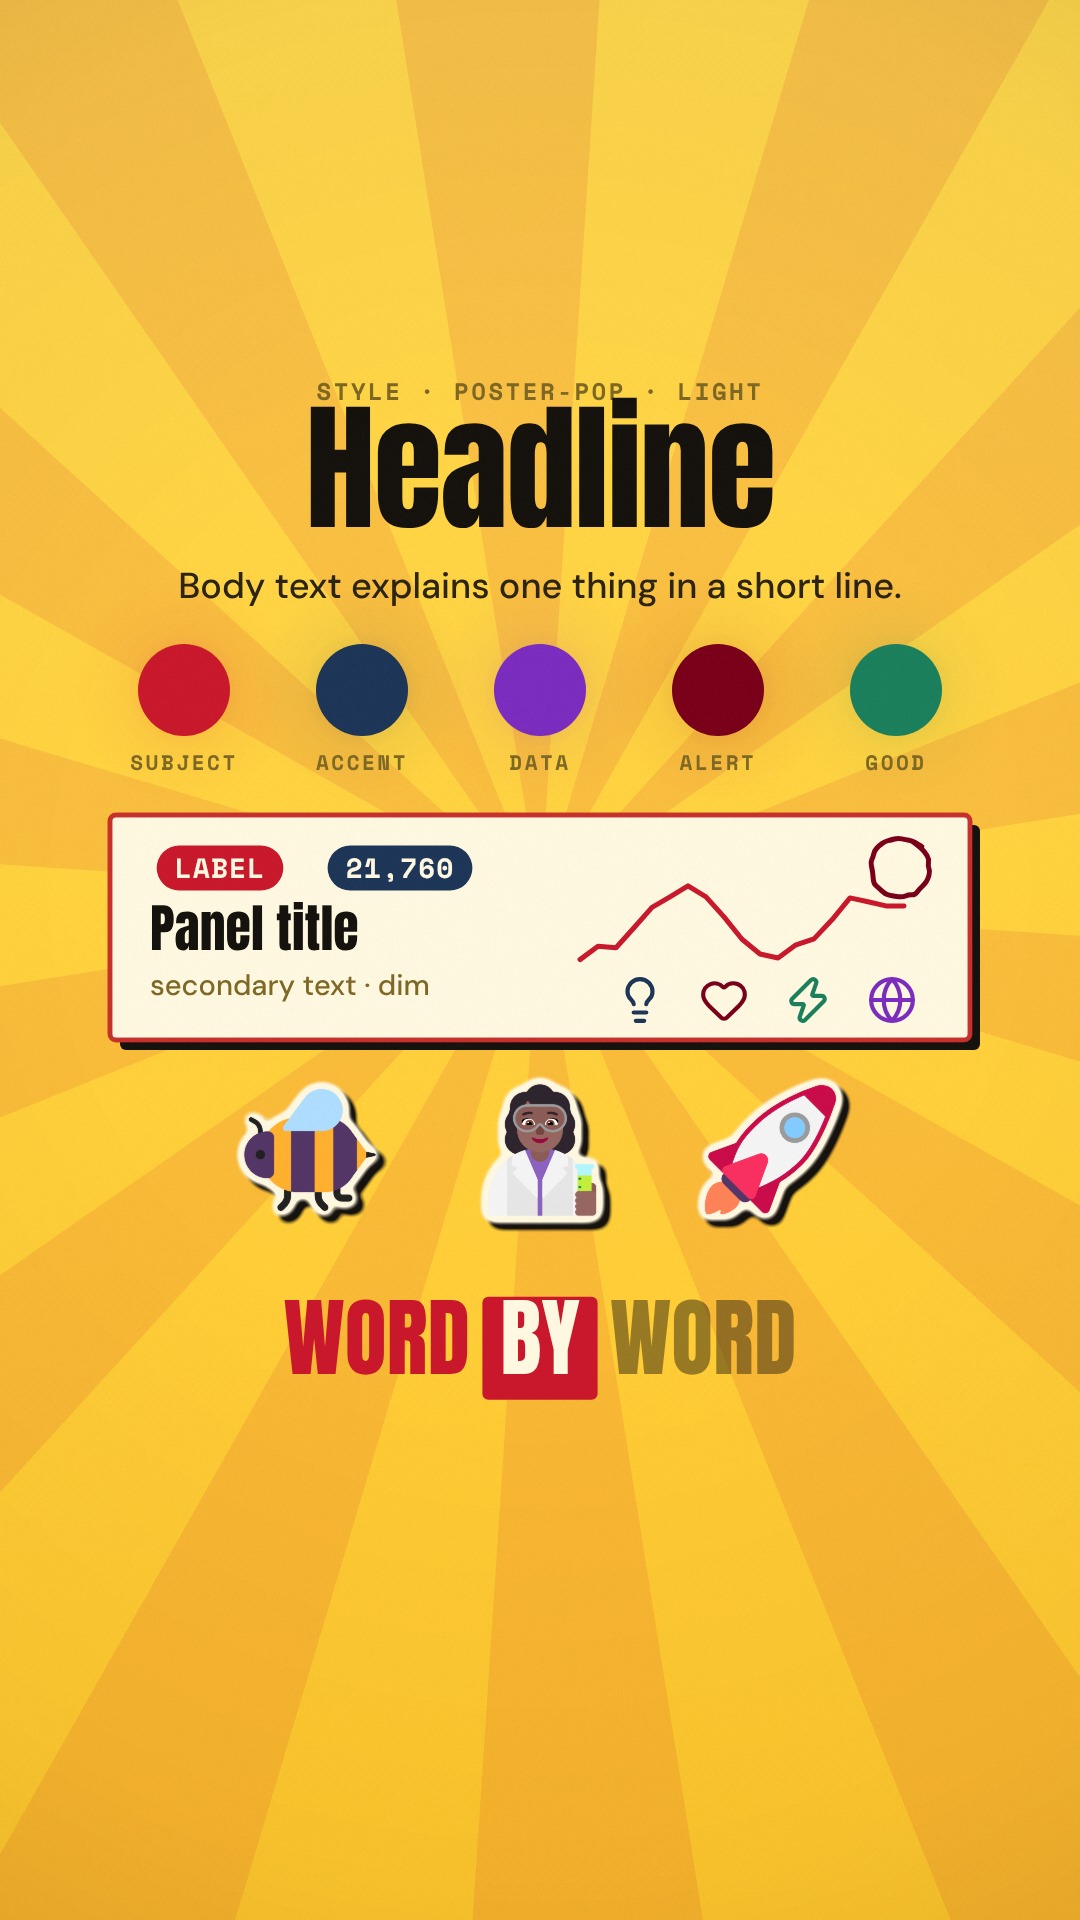 STYLE · POSTER-POP · LIGHT
Headline
Body text explains one thing in a short line.
SUBJECT ACCENT DATA ALERT GOOD
LABEL 21,760
Panel title
secondary text · dim
WORD BY WORD